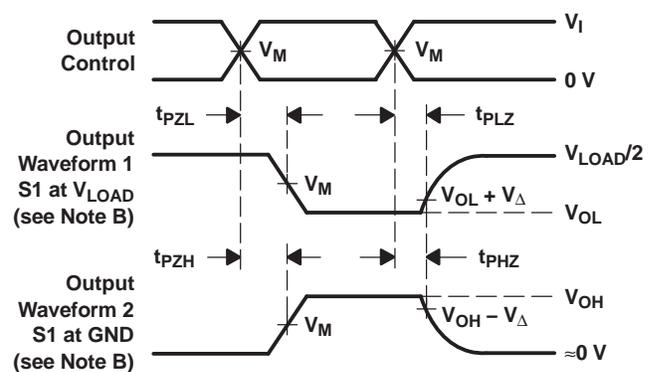 Output
Control
V_M
V_M
V_I
0 V
t_PZL
t_PLZ
Output
Waveform 1
S1 at V_LOAD
(see Note B)
V_M
V_LOAD/2
V_OL + V_Δ
V_OL
t_PZH
t_PHZ
Output
Waveform 2
S1 at GND
(see Note B)
V_M
V_OH
V_OH – V_Δ
≈0 V